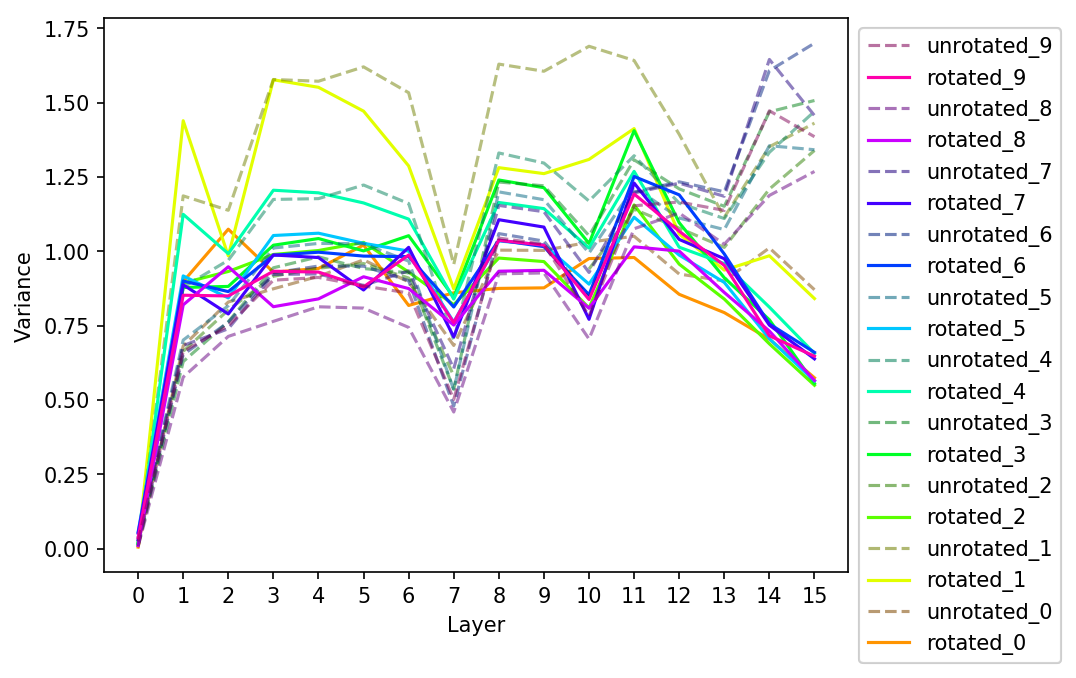 1.75
1.50
1.25
1.00
0.75
0.50
0.25
0.00
Variance
0 1 2 3 4 5 6 7 8 9 10 11 12 13 14 15
Layer
unrotated_9
rotated_9
unrotated_8
rotated_8
unrotated_7
rotated_7
unrotated_6
rotated_6
unrotated_5
rotated_5
unrotated_4
rotated_4
unrotated_3
rotated_3
unrotated_2
rotated_2
unrotated_1
rotated_1
unrotated_0
rotated_0